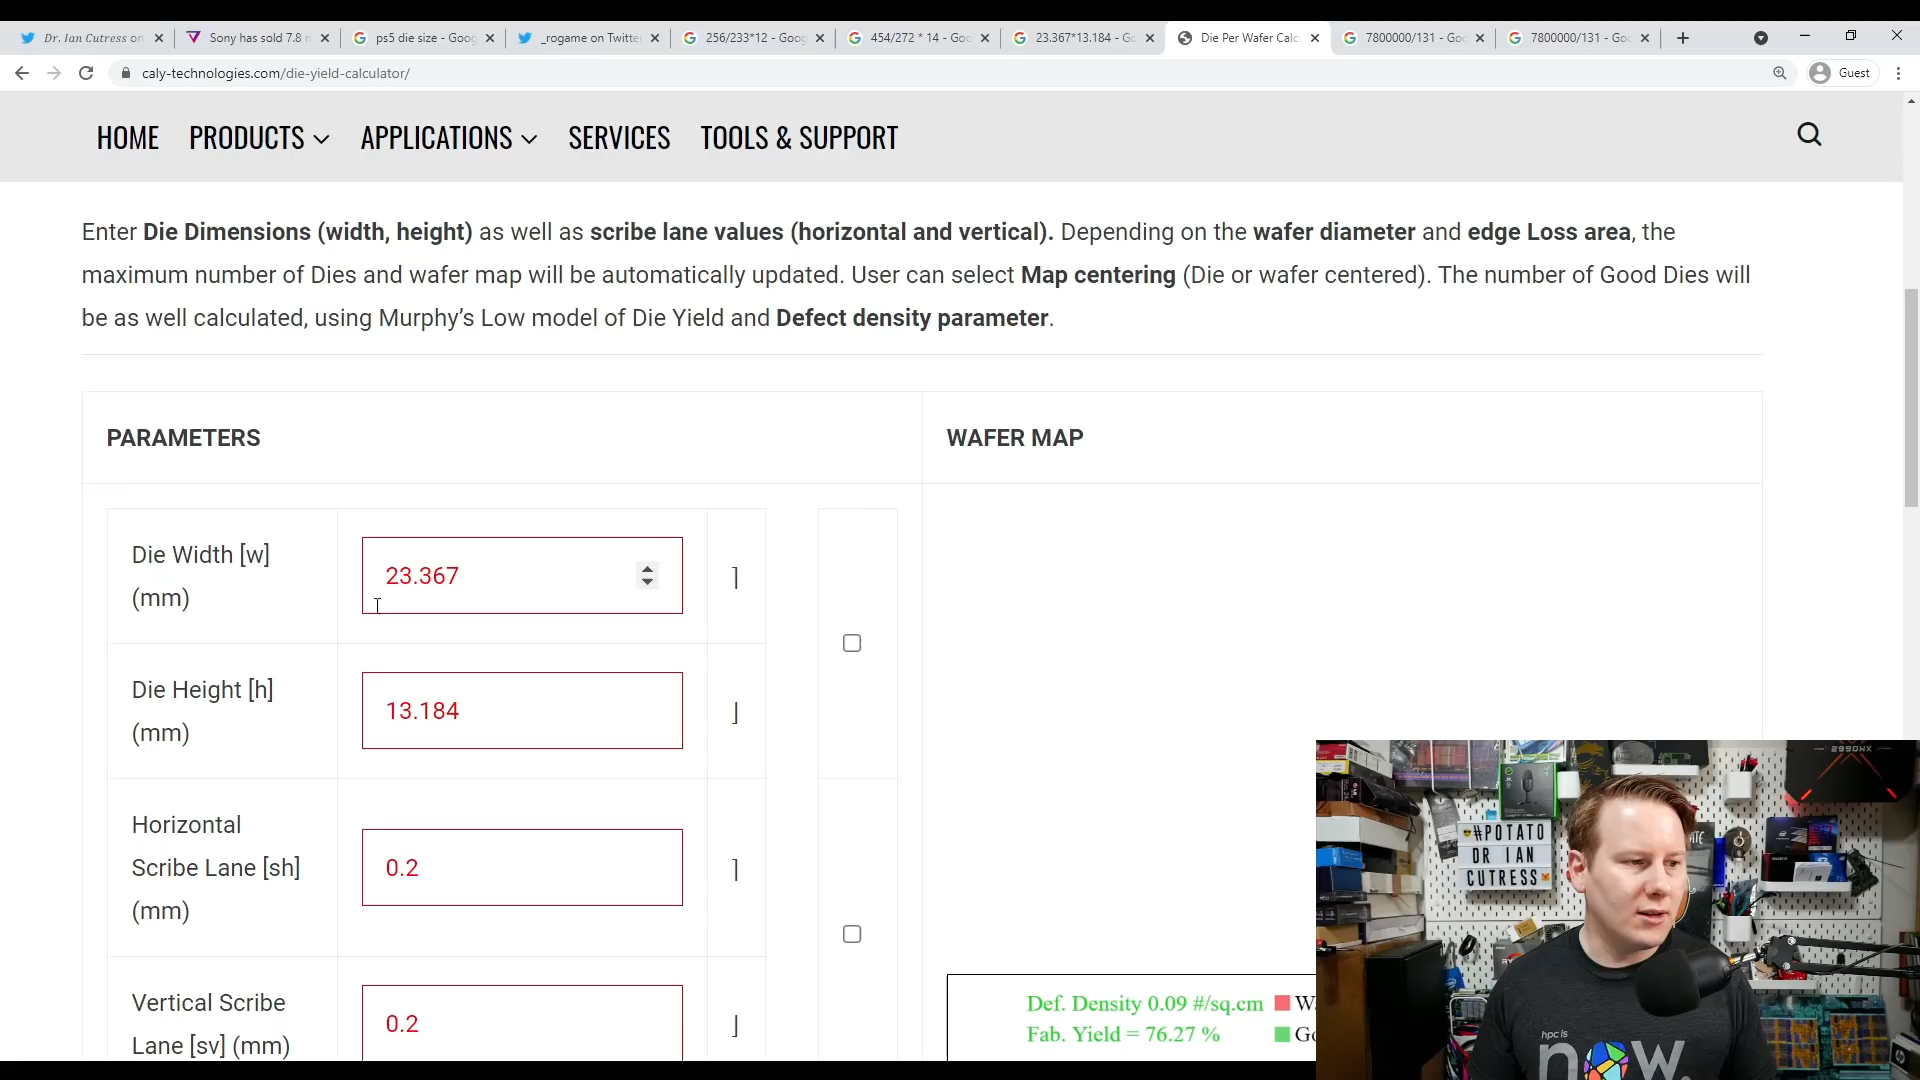 Dr. Ian Cutress on
Sony has sold 7.8 m
ps5 die size - Goog
_rogame on Twitte
256/233*12 - Goog
454/272 * 14 - Goo
23.367*13.184 - Go
Die Per Wafer Calc
7800000/131 - Goo
7800000/131 - Goo
caly-technologies.com/die-yield-calculator/
Guest
HOME PRODUCTS APPLICATIONS SERVICES TOOLS & SUPPORT
Enter Die Dimensions (width, height) as well as scribe lane values (horizontal and vertical). Depending on the wafer diameter and edge Loss area, the
maximum number of Dies and wafer map will be automatically updated. User can select Map centering (Die or wafer centered). The number of Good Dies will
be as well calculated, using Murphy’s Low model of Die Yield and Defect density parameter.
PARAMETERS
WAFER MAP
Die Width [w]
(mm)
23.367
⌉
Die Height [h]
(mm)
13.184
⌋
Horizontal
Scribe Lane [sh]
(mm)
0.2
⌉
Vertical Scribe
Lane [sv] (mm)
0.2
⌋
Def. Density 0.09 #/sq.cm
Fab. Yield = 76.27 %
2990WX
#POTATO
DR IAN
CUTRESS
hpc is
now.